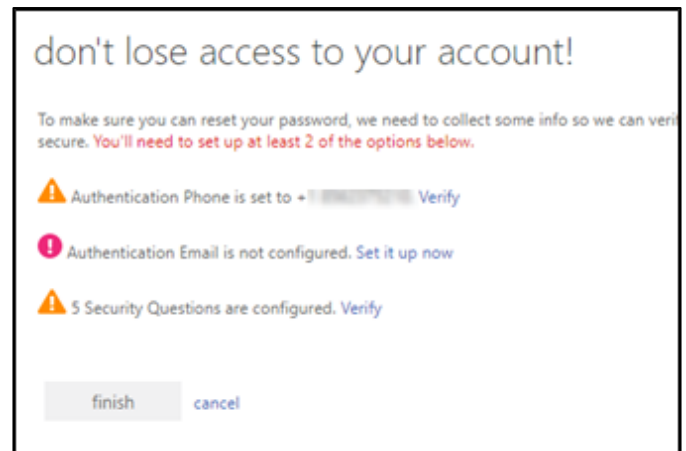 don't lose access to your account!
To make sure you can reset your password, we need to collect some info so we can veri
secure. You'll need to set up at least 2 of the options below.
Authentication Phone is set to + Verify
Authentication Email is not configured. Set it up now
5 Security Questions are configured. Verify
finish cancel